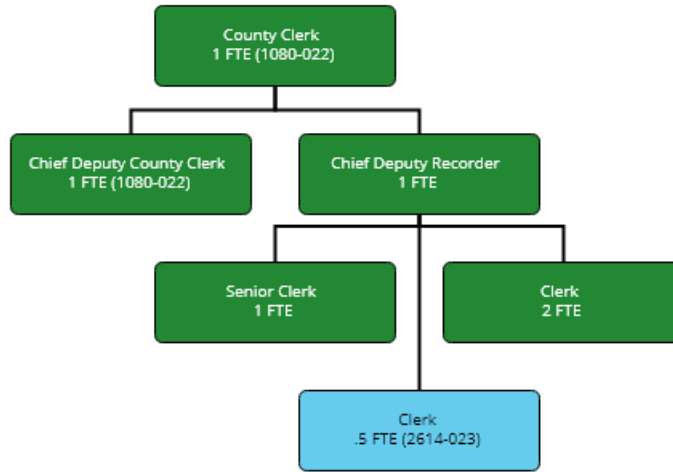 County Clerk
1 FTE (1080-022)
Chief Deputy County Clerk
1 FTE (1080-022)
Chief Deputy Recorder
1 FTE
Senior Clerk
1 FTE
Clerk
2 FTE
Clerk
.5 FTE (2614-023)